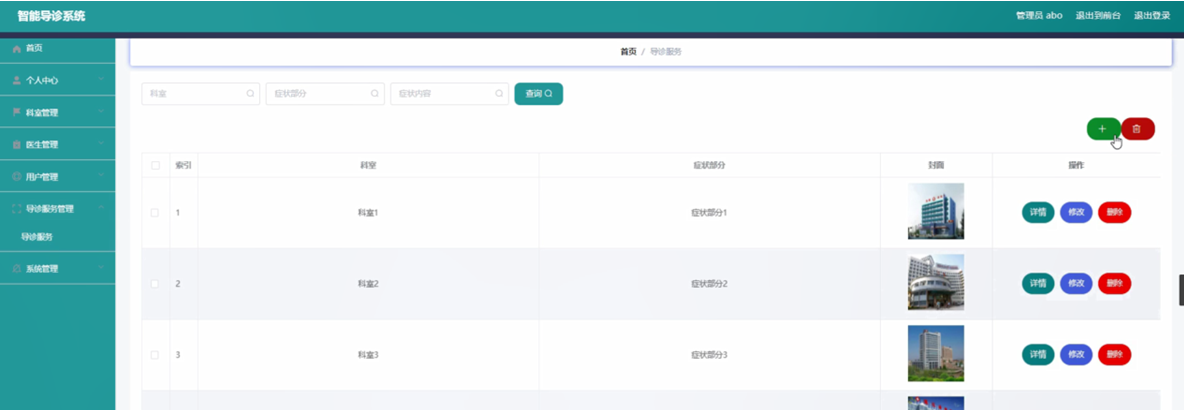 智能导诊系统
管理员 abo 退出到前台 退出登录
首页
个人中心
科室管理
医生管理
用户管理
导诊服务管理
导诊服务
系统管理
首页 / 导诊服务
科室 症状部分 症状内容 查询
索引 科室 症状部分 封面 操作
1 科室1 症状部分1 详情 修改 删除
2 科室2 症状部分2 详情 修改 删除
3 科室3 症状部分3 详情 修改 删除